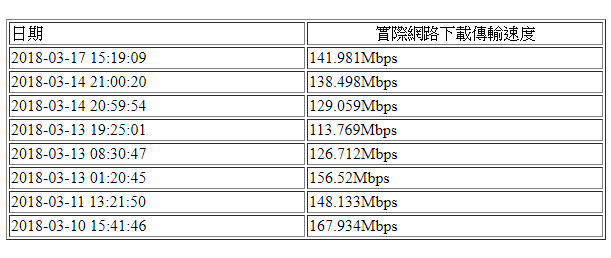 日期 實際網路下載傳輸速度
2018-03-17 15:19:09 141.981Mbps
2018-03-14 21:00:20 138.498Mbps
2018-03-14 20:59:54 129.059Mbps
2018-03-13 19:25:01 113.769Mbps
2018-03-13 08:30:47 126.712Mbps
2018-03-13 01:20:45 156.52Mbps
2018-03-11 13:21:50 148.133Mbps
2018-03-10 15:41:46 167.934Mbps